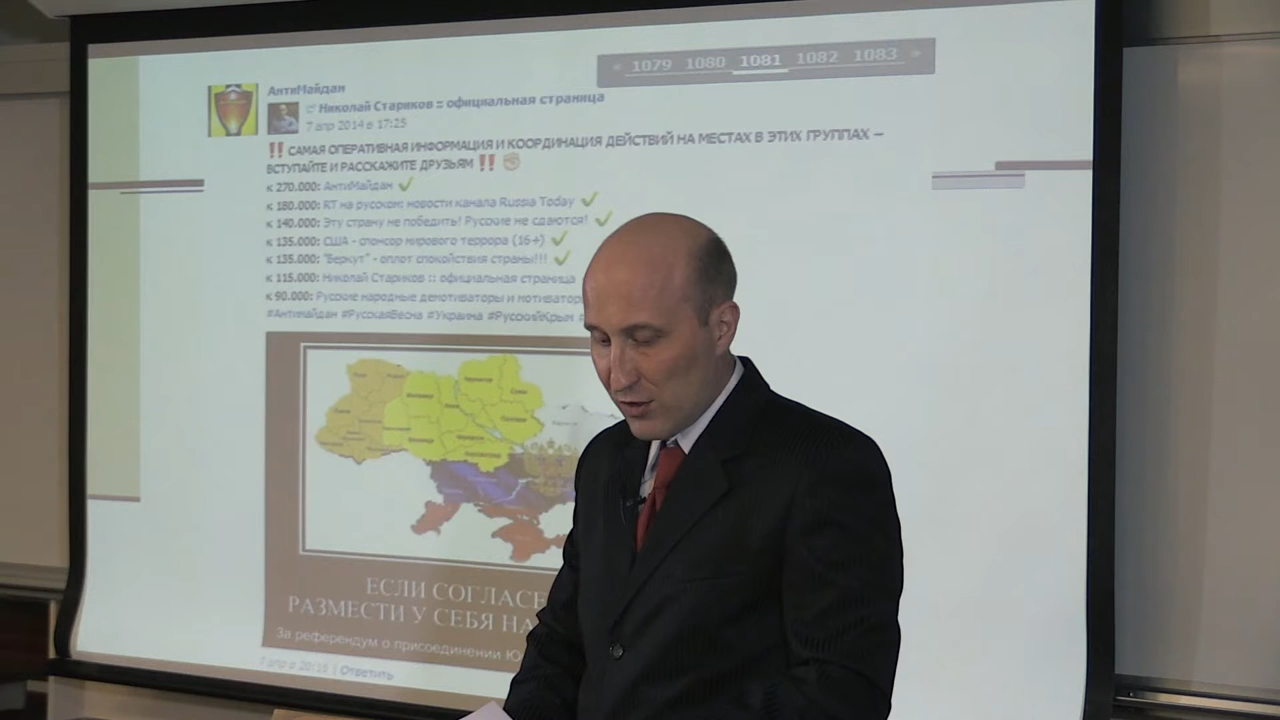 « 1079 1080 1081 1082 1083 »
АнтиМайдан
Николай Стариков :: официальная страница
7 апр 2014 в 17:25
‼ САМАЯ ОПЕРАТИВНАЯ ИНФОРМАЦИЯ И КООРДИНАЦИЯ ДЕЙСТВИЙ НА МЕСТАХ В ЭТИХ ГРУППАХ –
ВСТУПАЙТЕ И РАССКАЖИТЕ ДРУЗЬЯМ ‼
к 270.000: АнтиМайдан
к 180.000: RT на русском: новости канала Russia Today
к 140.000: Эту страну не победить! Русские не сдаются!
к 135.000: США - спонсор мирового террора (16+)
к 135.000: "Беркут" - оплот спокойствия страны!!!
к 115.000: Николай Стариков :: официальная страница
к 90.000: Русские народные демотиваторы и мотиватор
#Антимайдан #РусскаяВесна #Украина #РусскийКрым
ЕСЛИ СОГЛАСЕ
РАЗМЕСТИ У СЕБЯ НА
За референдум о присоединении Ю
7 апр в 20:16 | Ответить